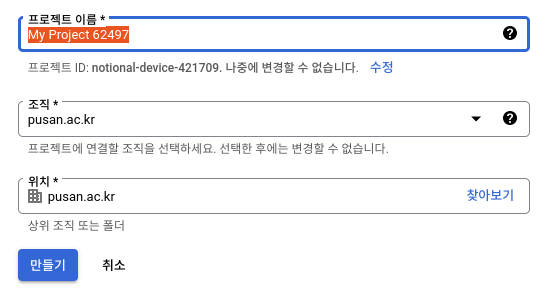 프로젝트 이름 *
My Project 62497
프로젝트 ID: notional-device-421709. 나중에 변경할 수 없습니다. 수정
조직 *
pusan.ac.kr
프로젝트에 연결할 조직을 선택하세요. 선택한 후에는 변경할 수 없습니다.
위치 *
pusan.ac.kr 찾아보기
상위 조직 또는 폴더
만들기 취소